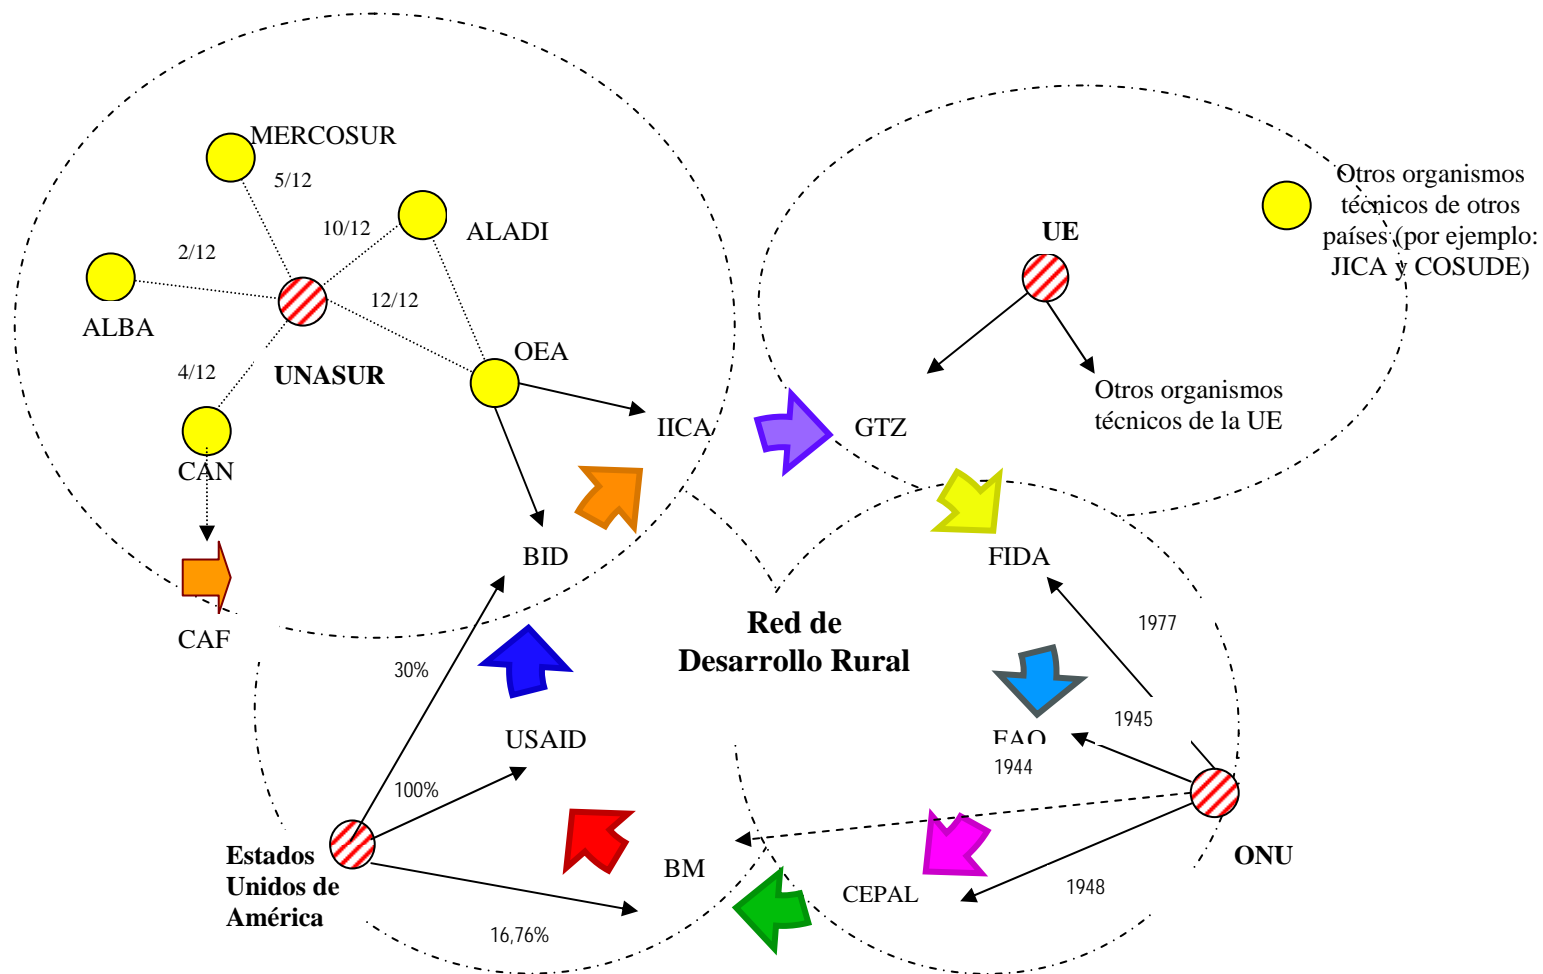 MERCOSUR
5/12
10/12
ALADI
2/12
12/12
ALBA
UNASUR
OEA
4/12
CAN
IICA
BID
CAF
UE
Otros organismos
técnicos de otros
países (por ejemplo:
JICA y COSUDE)
Otros organismos
técnicos de la UE
GTZ
FIDA
Red de
Desarrollo Rural
1977
1945
FAO
1944
30%
USAID
100%
Estados
Unidos de
América
BM
16,76%
CEPAL
1948
ONU